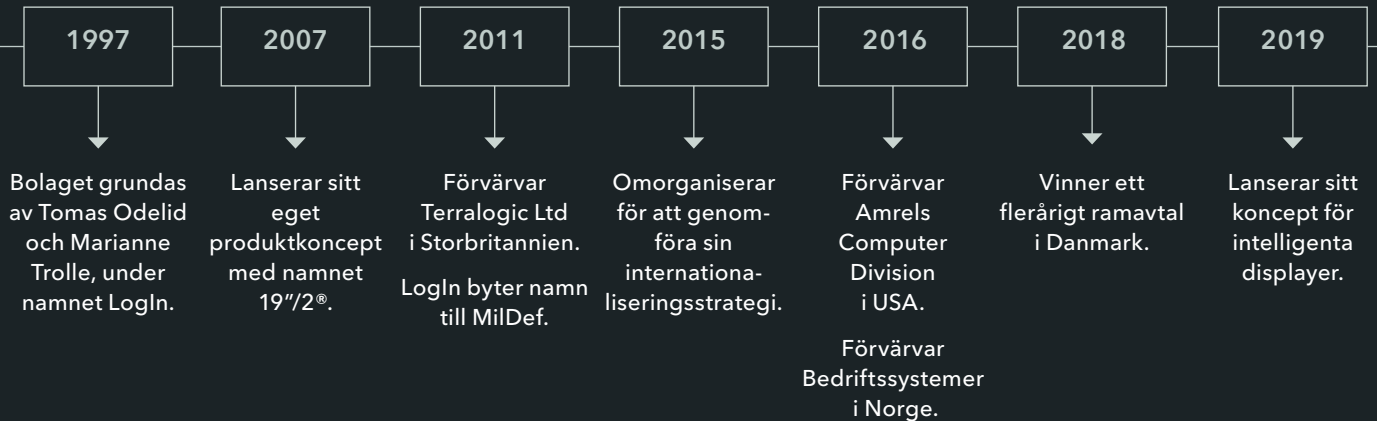 1997
Bolaget grundas
av Tomas Odelid
och Marianne
Trolle, under
namnet LogIn.
2007
Lanserar sitt
eget
produktkoncept
med namnet
19”/2®.
2011
Förvärvar
Terralogic Ltd
i Storbritannien.
LogIn byter namn
till MilDef.
2015
Omorganiserar
för att genom-
föra sin
internationa-
liseringsstrategi.
2016
Förvärvar
Amrels
Computer
Division
i USA.
Förvärvar
Bedriftssystemer
i Norge.
2018
Vinner ett
flerårigt ramavtal
i Danmark.
2019
Lanserar sitt
koncept för
intelligenta
displayer.